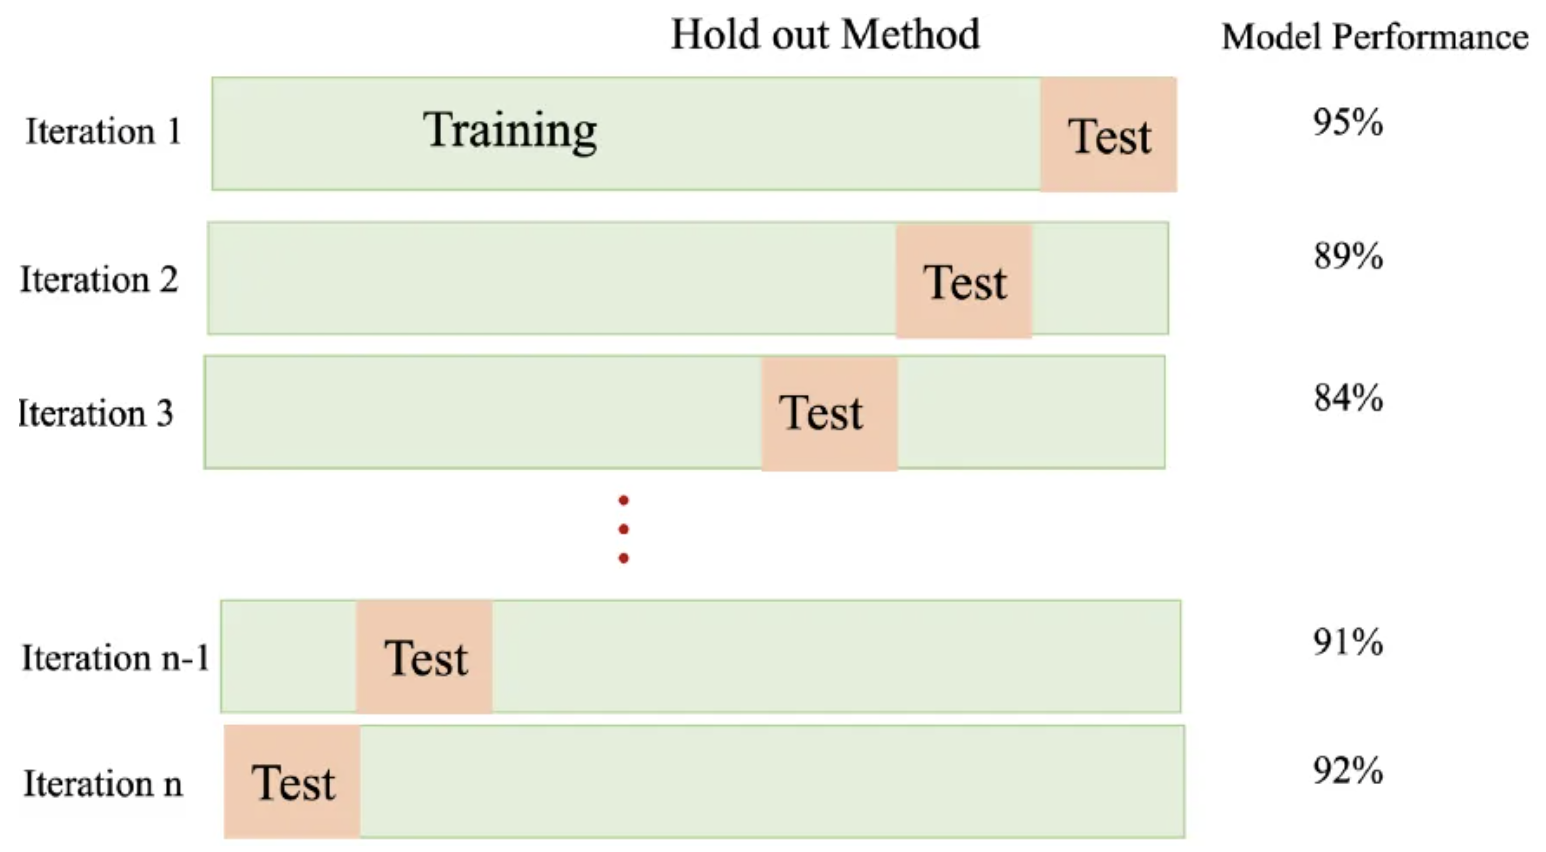 Hold out Method
Model Performance
Iteration 1
Training
Test
95%
Iteration 2
Test
89%
Iteration 3
Test
84%
Iteration n-1
Test
91%
Iteration n
Test
92%